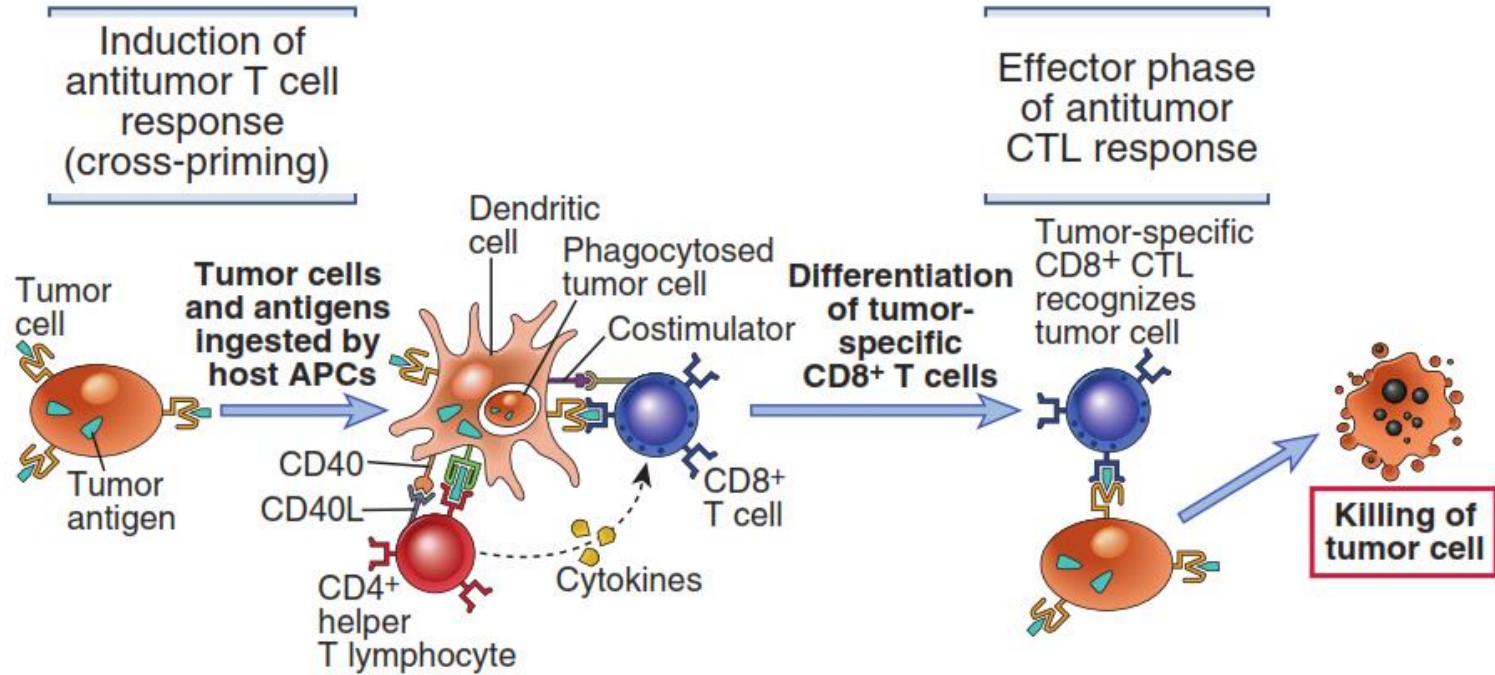 Induction of
antitumor T cell
response
(cross-priming)
Effector phase
of antitumor
CTL response
Tumor
cell
Tumor cells
and antigens
ingested by
host APCs
Dendritic
cell
Phagocytosed
tumor cell
Costimulator
Differentiation
of tumor-
specific
CD8+ T cells
Tumor-specific
CD8+ CTL
recognizes
tumor cell
Tumor
antigen
CD40
CD40L
CD4+
helper
T lymphocyte
Cytokines
CD8+
T cell
Killing of
tumor cell